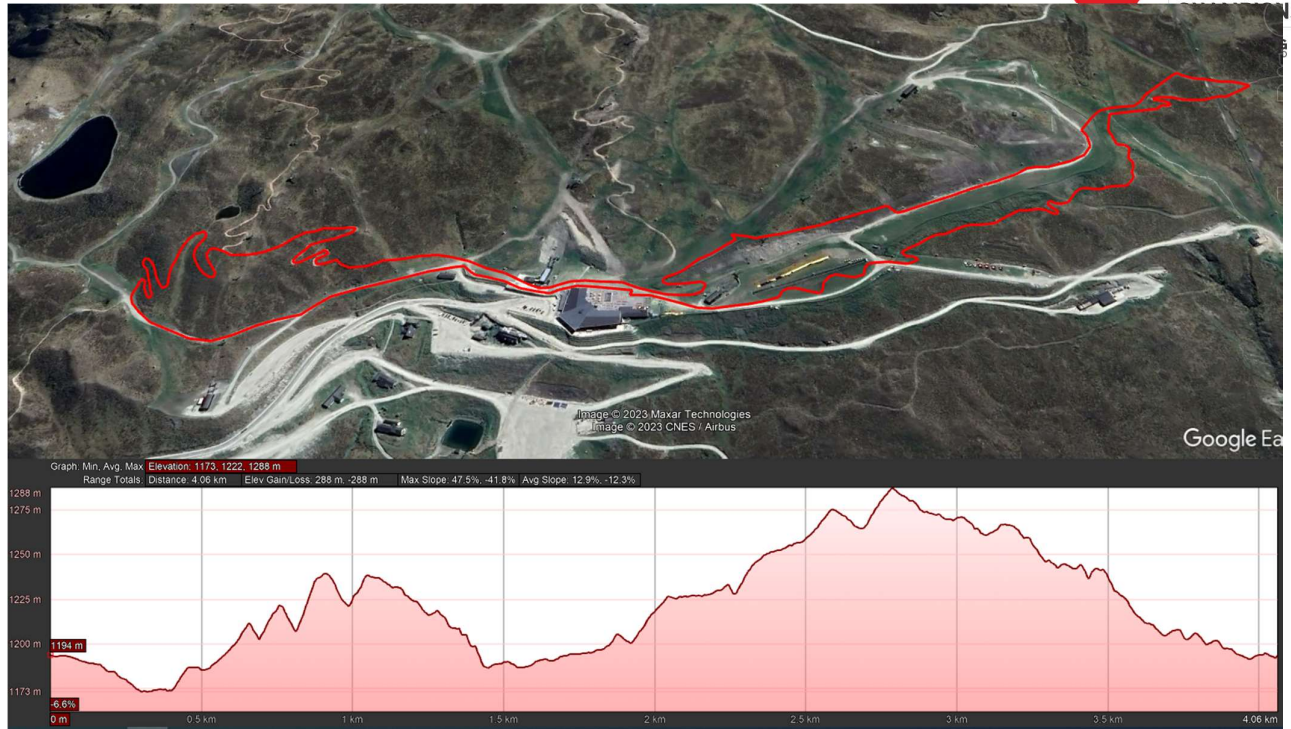 Image © 2023 Maxar Technologies
Image © 2023 CNES / Airbus
Google Ea
Graph: Min, Avg, Max Elevation: 1173, 1222, 1288 m
Range Totals: Distance: 4.06 km Elev Gain/Loss: 288 m, -288 m Max Slope: 47.5%, -41.8% Avg Slope: 12.9%, -12.3%
1288 m
1275 m
1250 m
1225 m
1200 m
1194 m
1173 m
-6.6%
0 m 0.5 km 1 km 1.5 km 2 km 2.5 km 3 km 3.5 km 4.06 km